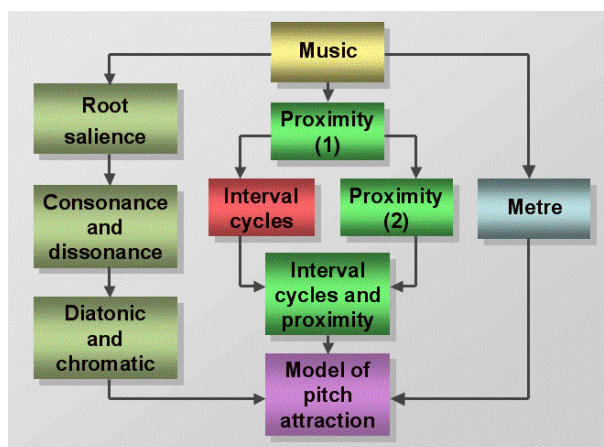 Music
Root
salience
Proximity
(1)
Consonance
and
dissonance
Interval
cycles
Proximity
(2)
Metre
Interval
cycles and
proximity
Diatonic
and
chromatic
Model of
pitch
attraction